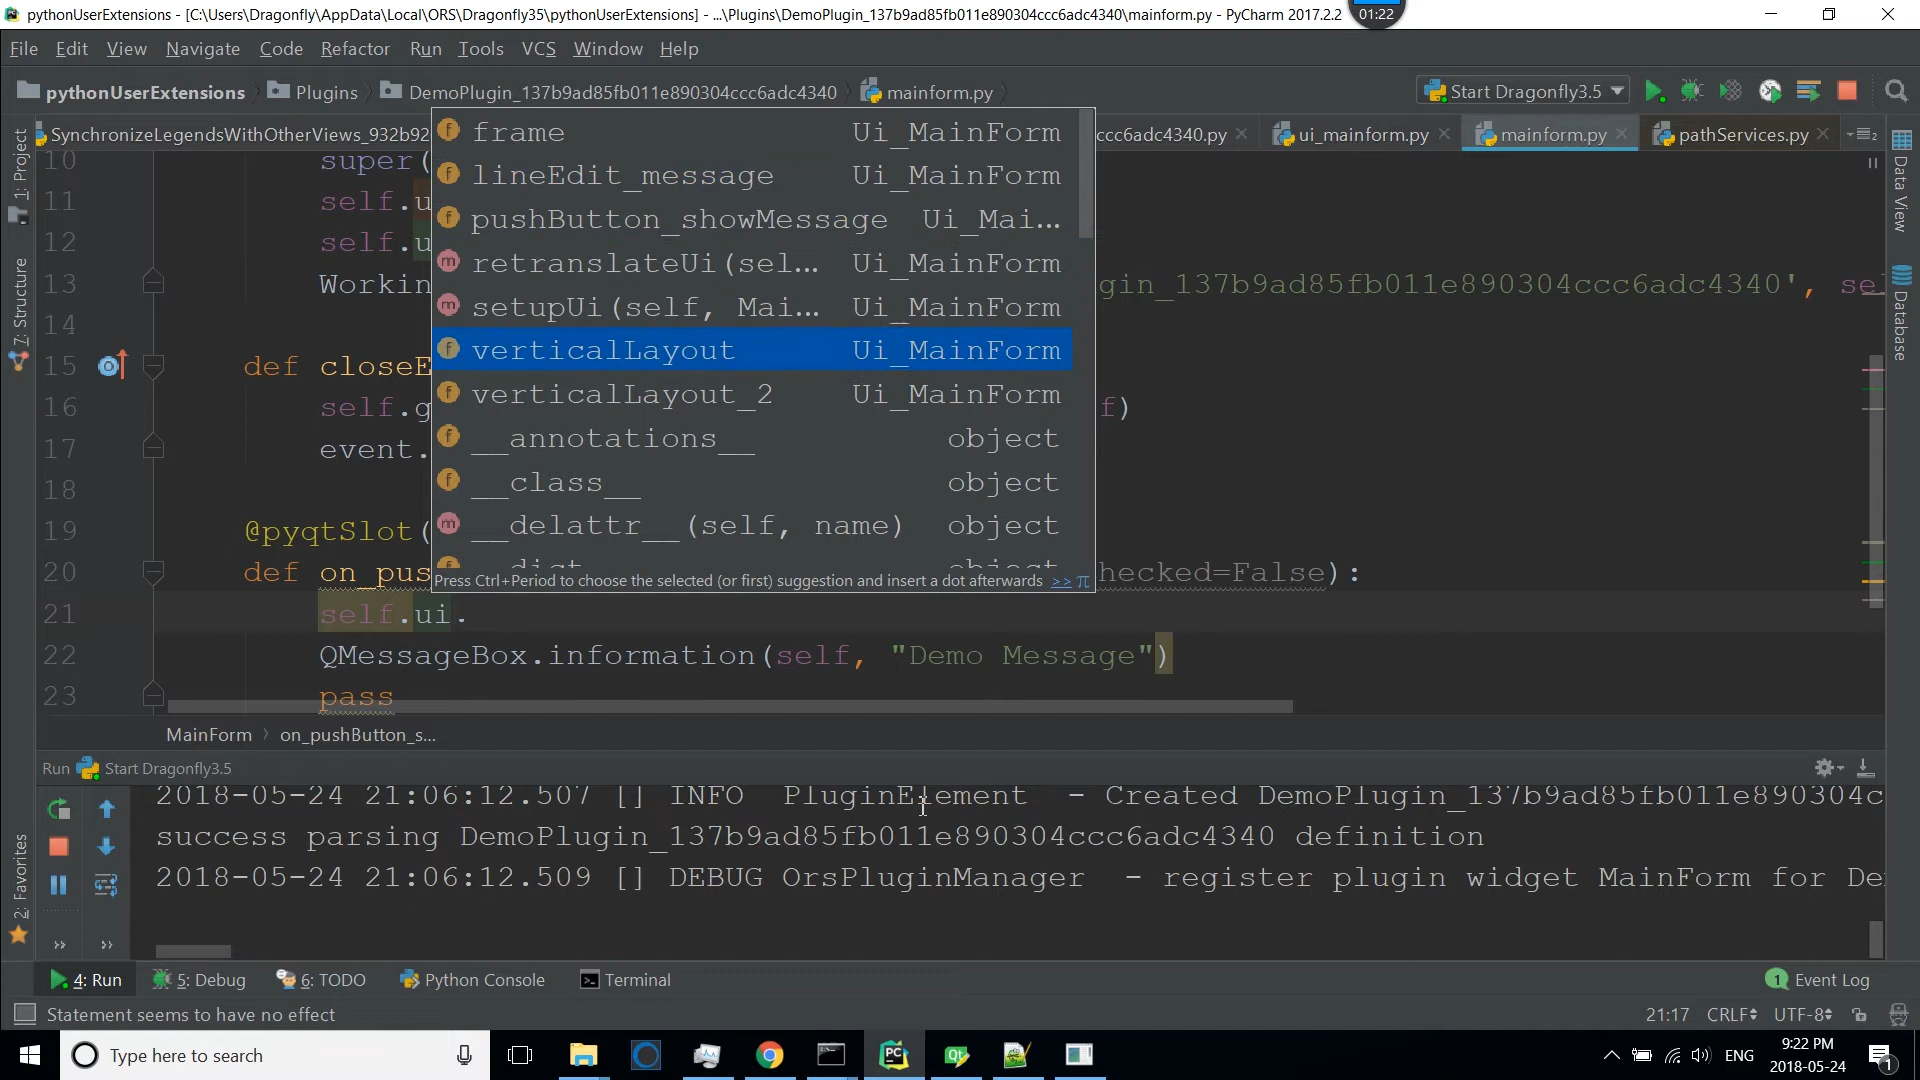 pythonUserExtensions - [C:\Users\Dragonfly\AppData\Local\ORS\Dragonfly35\pythonUserExtensions] - ...\Plugins\DemoPlugin_137b9ad85fb011e890304ccc6adc4340\mainform.py - PyCharm 2017.2.2
01:22
File Edit View Navigate Code Refactor Run Tools VCS Window Help
pythonUserExtensions Plugins DemoPlugin_137b9ad85fb011e890304ccc6adc4340 mainform.py
Start Dragonfly3.5
SynchronizeLegendsWithOtherViews_932b92 ccc6adc4340.py ui_mainform.py mainform.py pathServices.py
1: Project
7: Structure
2: Favorites
Data View
Database
frame Ui_MainForm
lineEdit_message Ui_MainForm
pushButton_showMessage Ui_Mai...
retranslateUi(sel... Ui_MainForm
setupUi(self, Mai... Ui_MainForm
verticalLayout Ui_MainForm
verticalLayout_2 Ui_MainForm
__annotations__ object
__class__ object
__delattr__(self, name) object
Press Ctrl+Period to choose the selected (or first) suggestion and insert a dot afterwards >> π
10 super(
11 self.u
12 self.u
13 Workin gin_137b9ad85fb011e890304ccc6adc4340', sel
14
15 def closeE
16 self.g f)
17 event.
18
19 @pyqtSlot(
20 def on_pus hecked=False):
21 self.ui.
22 QMessageBox.information(self, "Demo Message")
23 pass
MainForm on_pushButton_s...
Run Start Dragonfly3.5
2018-05-24 21:06:12.507 [] INFO PluginElement - Created DemoPlugin_137b9ad85fb011e890304c
success parsing DemoPlugin_137b9ad85fb011e890304ccc6adc4340 definition
2018-05-24 21:06:12.509 [] DEBUG OrsPluginManager - register plugin widget MainForm for De
4: Run 5: Debug 6: TODO Python Console Terminal 1 Event Log
Statement seems to have no effect 21:17 CRLF UTF-8
Type here to search ENG 9:22 PM
2018-05-24 1